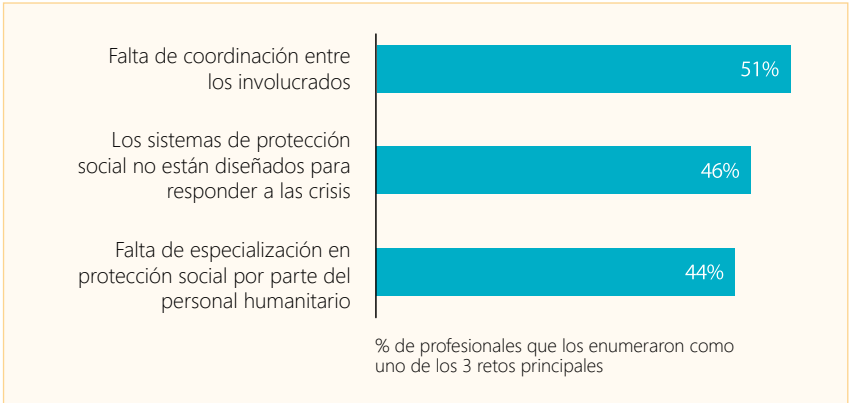 Falta de coordinación entre
los involucrados
51%
Los sistemas de protección
social no están diseñados para
responder a las crisis
46%
Falta de especialización en
protección social por parte del
personal humanitario
44%
% de profesionales que los enumeraron como
uno de los 3 retos principales